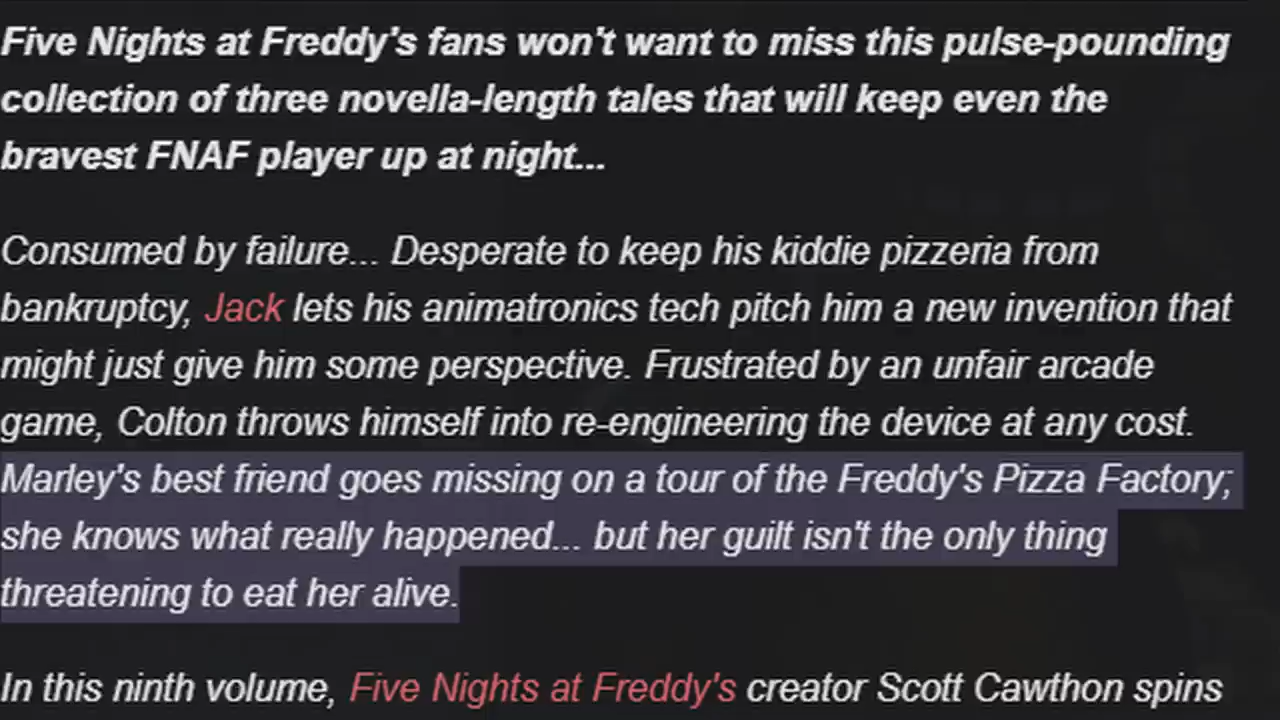 Five Nights at Freddy's fans won't want to miss this pulse-pounding
collection of three novella-length tales that will keep even the
bravest FNAF player up at night...
Consumed by failure... Desperate to keep his kiddie pizzeria from
bankruptcy, Jack lets his animatronics tech pitch him a new invention that
might just give him some perspective. Frustrated by an unfair arcade
game, Colton throws himself into re-engineering the device at any cost.
Marley's best friend goes missing on a tour of the Freddy's Pizza Factory;
she knows what really happened... but her guilt isn't the only thing
threatening to eat her alive.
In this ninth volume, Five Nights at Freddy's creator Scott Cawthon spins